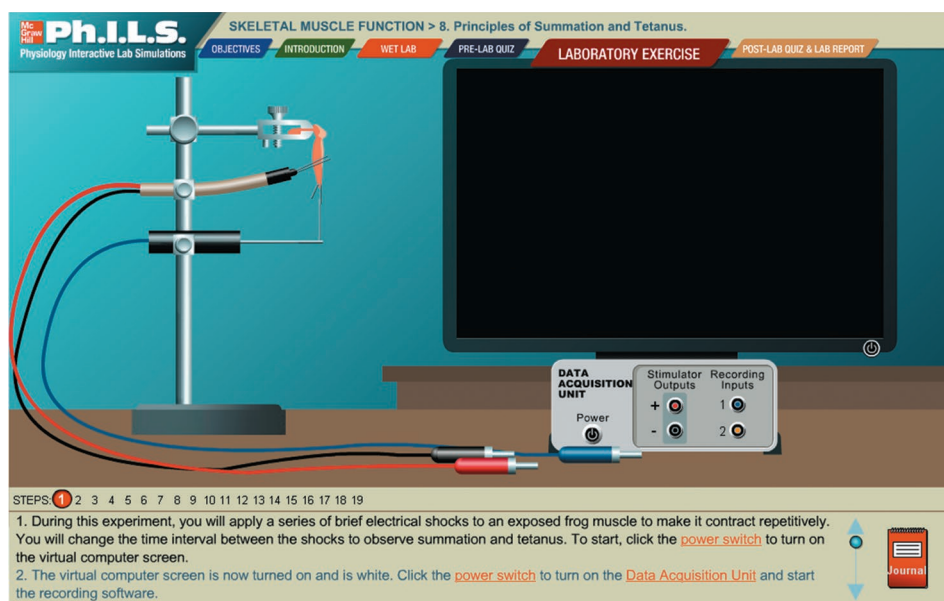 Mc
Graw
Hill
Ph.I.L.S.
Physiology Interactive Lab Simulations
SKELETAL MUSCLE FUNCTION > 8. Principles of Summation and Tetanus.
OBJECTIVES
INTRODUCTION
WET LAB
PRE-LAB QUIZ
LABORATORY EXERCISE
POST-LAB QUIZ & LAB REPORT
DATA
ACQUISITION
UNIT
Power
Stimulator
Outputs
+
-
Recording
Inputs
1
2
STEPS: 1 2 3 4 5 6 7 8 9 10 11 12 13 14 15 16 17 18 19
1. During this experiment, you will apply a series of brief electrical shocks to an exposed frog muscle to make it contract repetitively.
You will change the time interval between the shocks to observe summation and tetanus. To start, click the power switch to turn on
the virtual computer screen.
2. The virtual computer screen is now turned on and is white. Click the power switch to turn on the Data Acquisition Unit and start
the recording software.
Journal